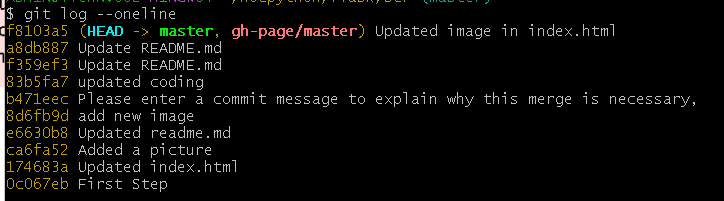 $ git log --oneline
f8103a5 (HEAD -> master, gh-page/master) Updated image in index.html
a8db887 Update README.md
f359ef3 Update README.md
83b5fa7 updated coding
b471eec Please enter a commit message to explain why this merge is necessary,
8d6fb9d add new image
e6630b8 Updated readme.md
ca6fa52 Added a picture
174683a Updated index.html
0c067eb First Step